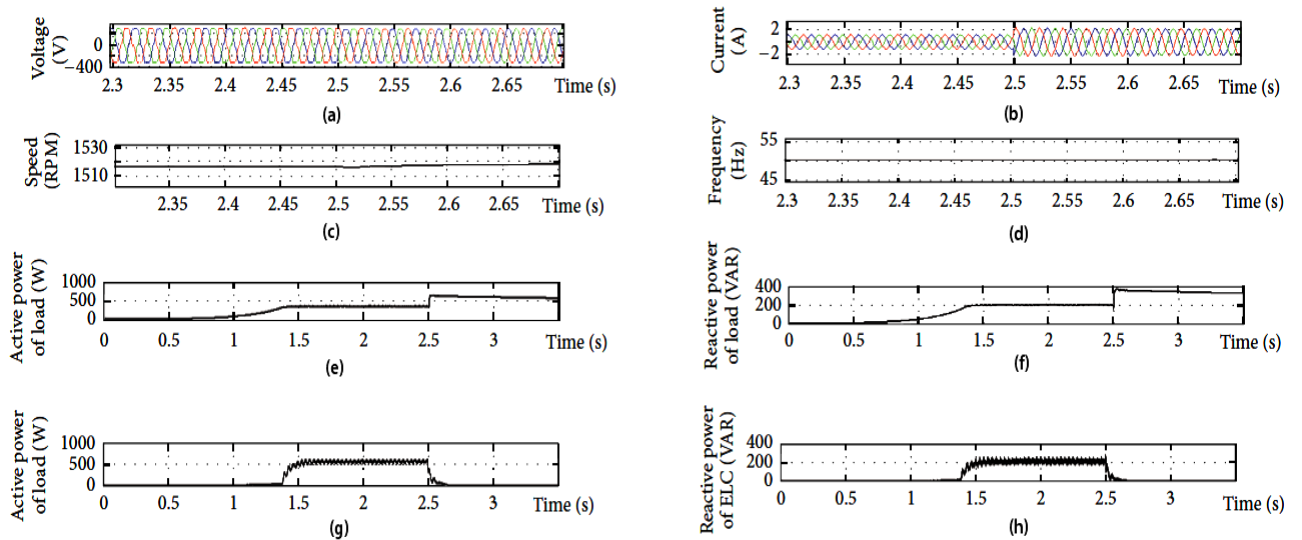 Voltage
(V)
0
−400
2.3 2.35 2.4 2.45 2.5 2.55 2.6 2.65 Time (s)
(a)
Current
(A)
2
−2
2.3 2.35 2.4 2.45 2.5 2.55 2.6 2.65 Time (s)
(b)
Speed
(RPM)
1530
1510
2.35 2.4 2.45 2.5 2.55 2.6 2.65 Time (s)
(c)
Frequency
(Hz)
55
45
2.3 2.35 2.4 2.45 2.5 2.55 2.6 2.65 Time (s)
(d)
Active power
of load (W)
1000
500
0
0 0.5 1 1.5 2 2.5 3 Time (s)
(e)
Reactive power
of load (VAR)
400
200
0
0 0.5 1 1.5 2 2.5 3 Time (s)
(f)
Active power
of load (W)
1000
500
0
0 0.5 1 1.5 2 2.5 3 Time (s)
(g)
Reactive power
of ELC (VAR)
400
200
0
0 0.5 1 1.5 2 2.5 3 Time (s)
(h)